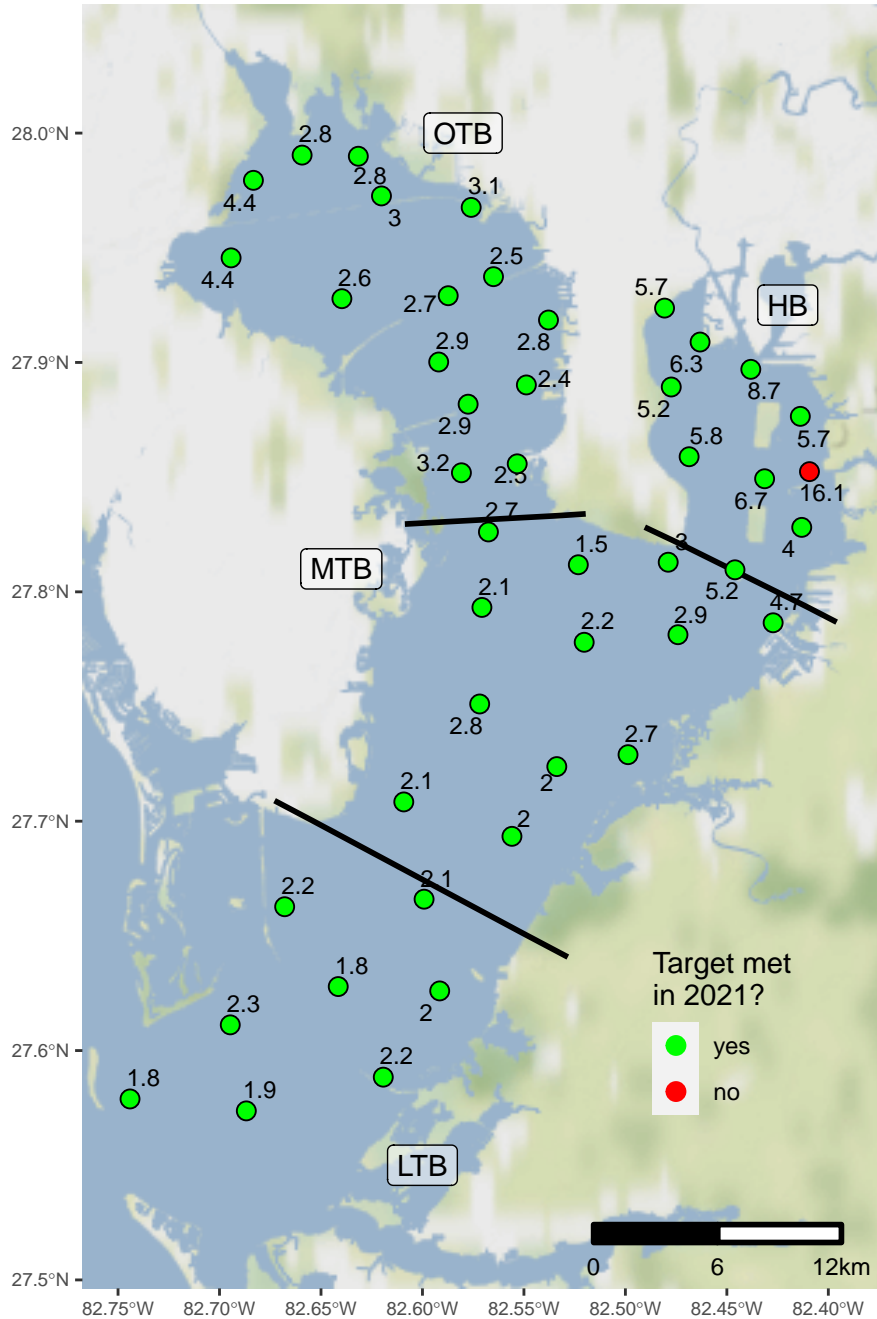 OTB
2.8
2.8
4.4
3
3.1
4.4
2.5
2.6
2.7
2.8
5.7
HB
2.9
6.3
8.7
2.4
5.2
2.9
5.7
5.8
3.2
2.5
6.7
16.1
2.7
4
MTB
1.5
3
5.2
2.1
4.7
2.2
2.9
2.8
2.7
2
2.1
2
2.1
2.2
1.8
2
2.3
2.2
1.8
1.9
LTB
Target met
in 2021?
yes
no
0
6
12km
28.0°N
27.9°N
27.8°N
27.7°N
27.6°N
27.5°N
82.75°W
82.70°W
82.65°W
82.60°W
82.55°W
82.50°W
82.45°W
82.40°W